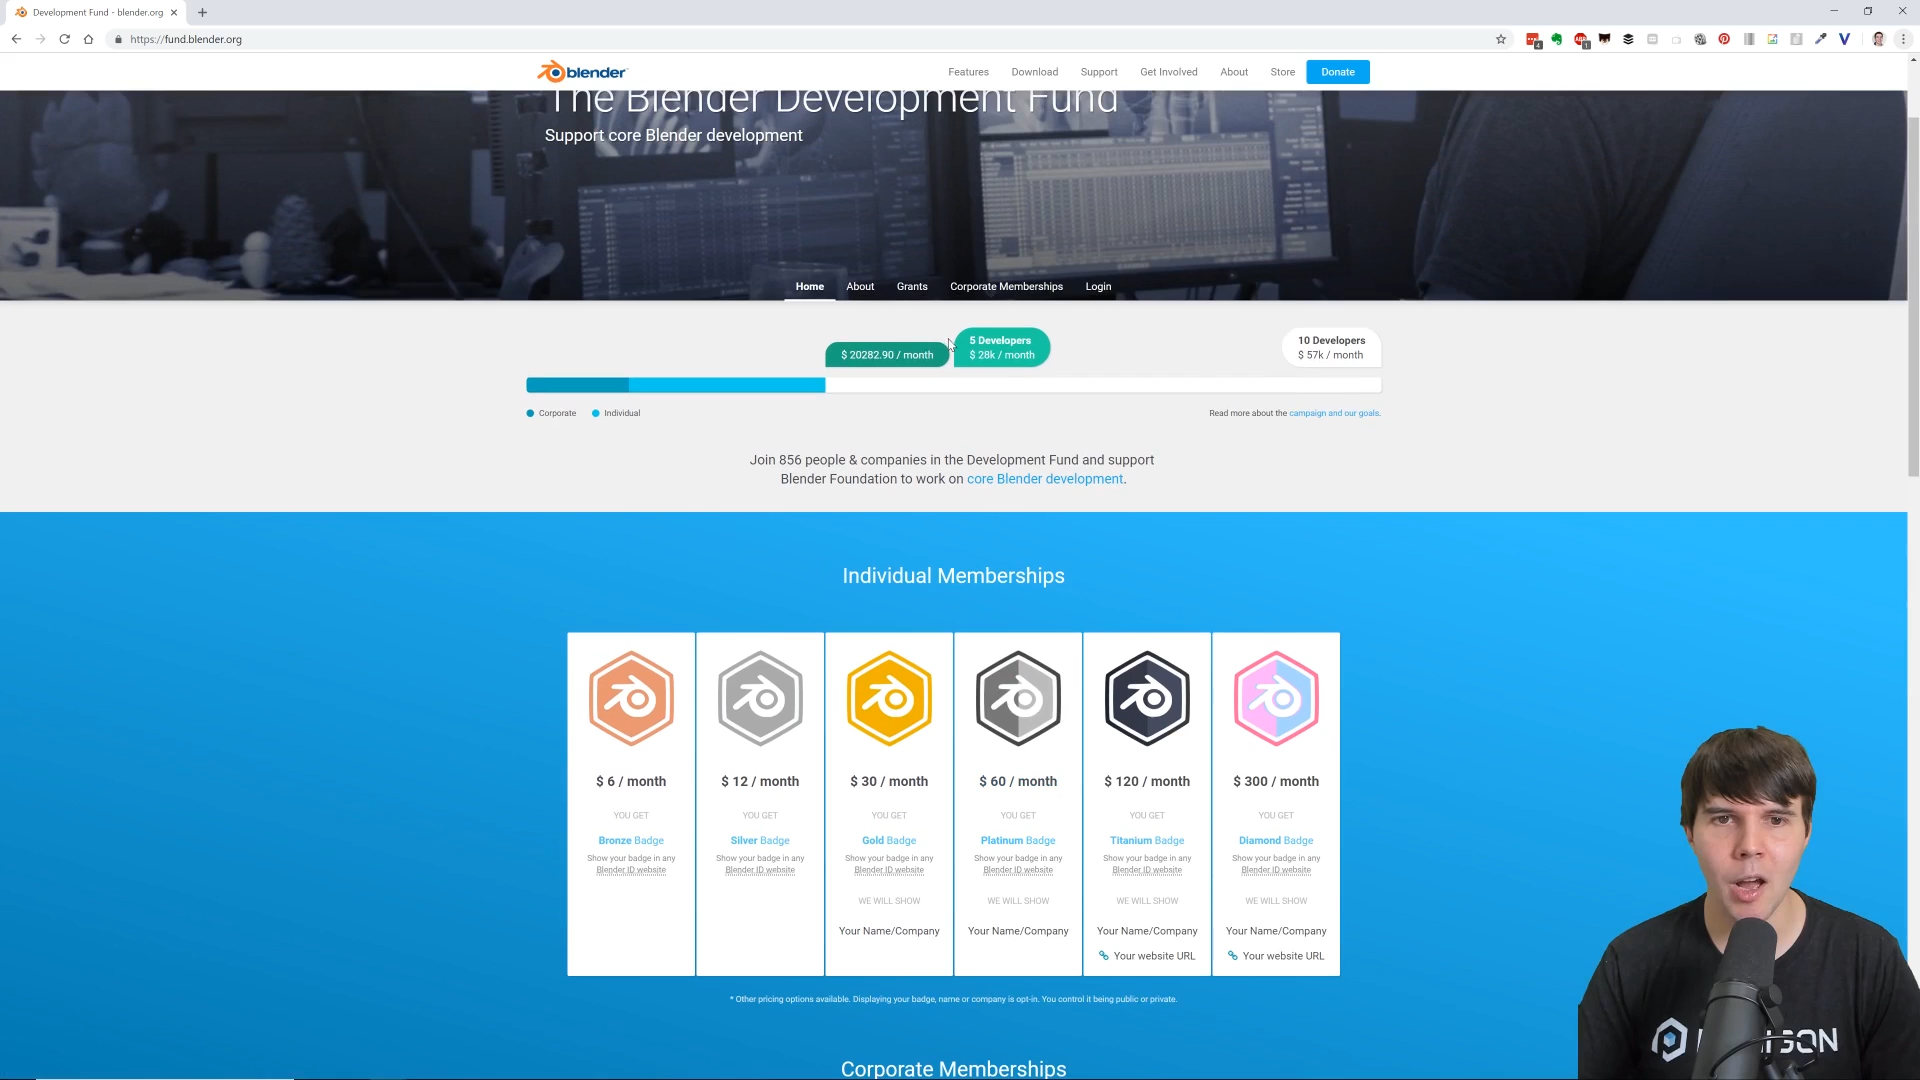 Development Fund - blender.org
https://fund.blender.org
blender
Features
Download
Support
Get Involved
About
Store
Donate
The Blender Development Fund
Support core Blender development
Home
About
Grants
Corporate Memberships
Login
$ 20282.90 / month
5 Developers
$ 28k / month
10 Developers
$ 57k / month
Corporate
Individual
Read more about the campaign and our goals.
Join 856 people & companies in the Development Fund and support
Blender Foundation to work on core Blender development.
Individual Memberships
$ 6 / month
YOU GET
Bronze Badge
Show your badge in any
Blender ID website
$ 12 / month
YOU GET
Silver Badge
Show your badge in any
Blender ID website
$ 30 / month
YOU GET
Gold Badge
Show your badge in any
Blender ID website
WE WILL SHOW
Your Name/Company
$ 60 / month
YOU GET
Platinum Badge
Show your badge in any
Blender ID website
WE WILL SHOW
Your Name/Company
$ 120 / month
YOU GET
Titanium Badge
Show your badge in any
Blender ID website
WE WILL SHOW
Your Name/Company
Your website URL
$ 300 / month
YOU GET
Diamond Badge
Show your badge in any
Blender ID website
WE WILL SHOW
Your Name/Company
Your website URL
* Other pricing options available. Displaying your badge, name or company is opt-in. You control it being public or private.
Corporate Memberships